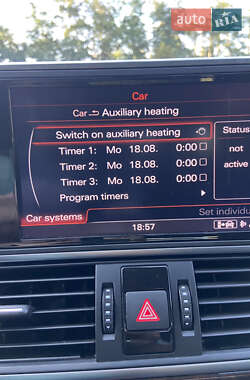 AUTO RIA
Car
Car Auxiliary heating
Switch on auxiliary heating
Status
Timer 1: Mo 18.08. 0:00
not
Timer 2: Mo 18.08. 0:00
active
Timer 3: Mo 18.08. 0:00
Program timers
Car systems
Set individu
18:57